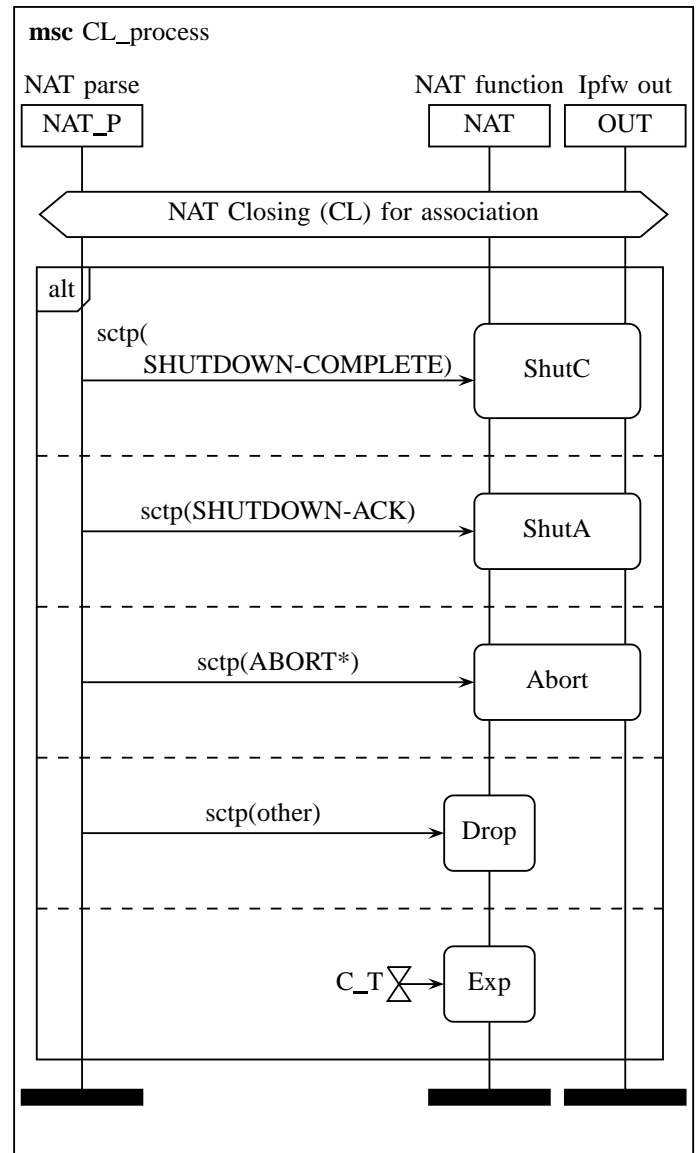 msc CL_process
NAT parse NAT function Ipfw out
NAT_P NAT OUT
NAT Closing (CL) for association
alt
sctp(
SHUTDOWN-COMPLETE) ShutC
sctp(SHUTDOWN-ACK) ShutA
sctp(ABORT*) Abort
sctp(other) Drop
C_T Exp